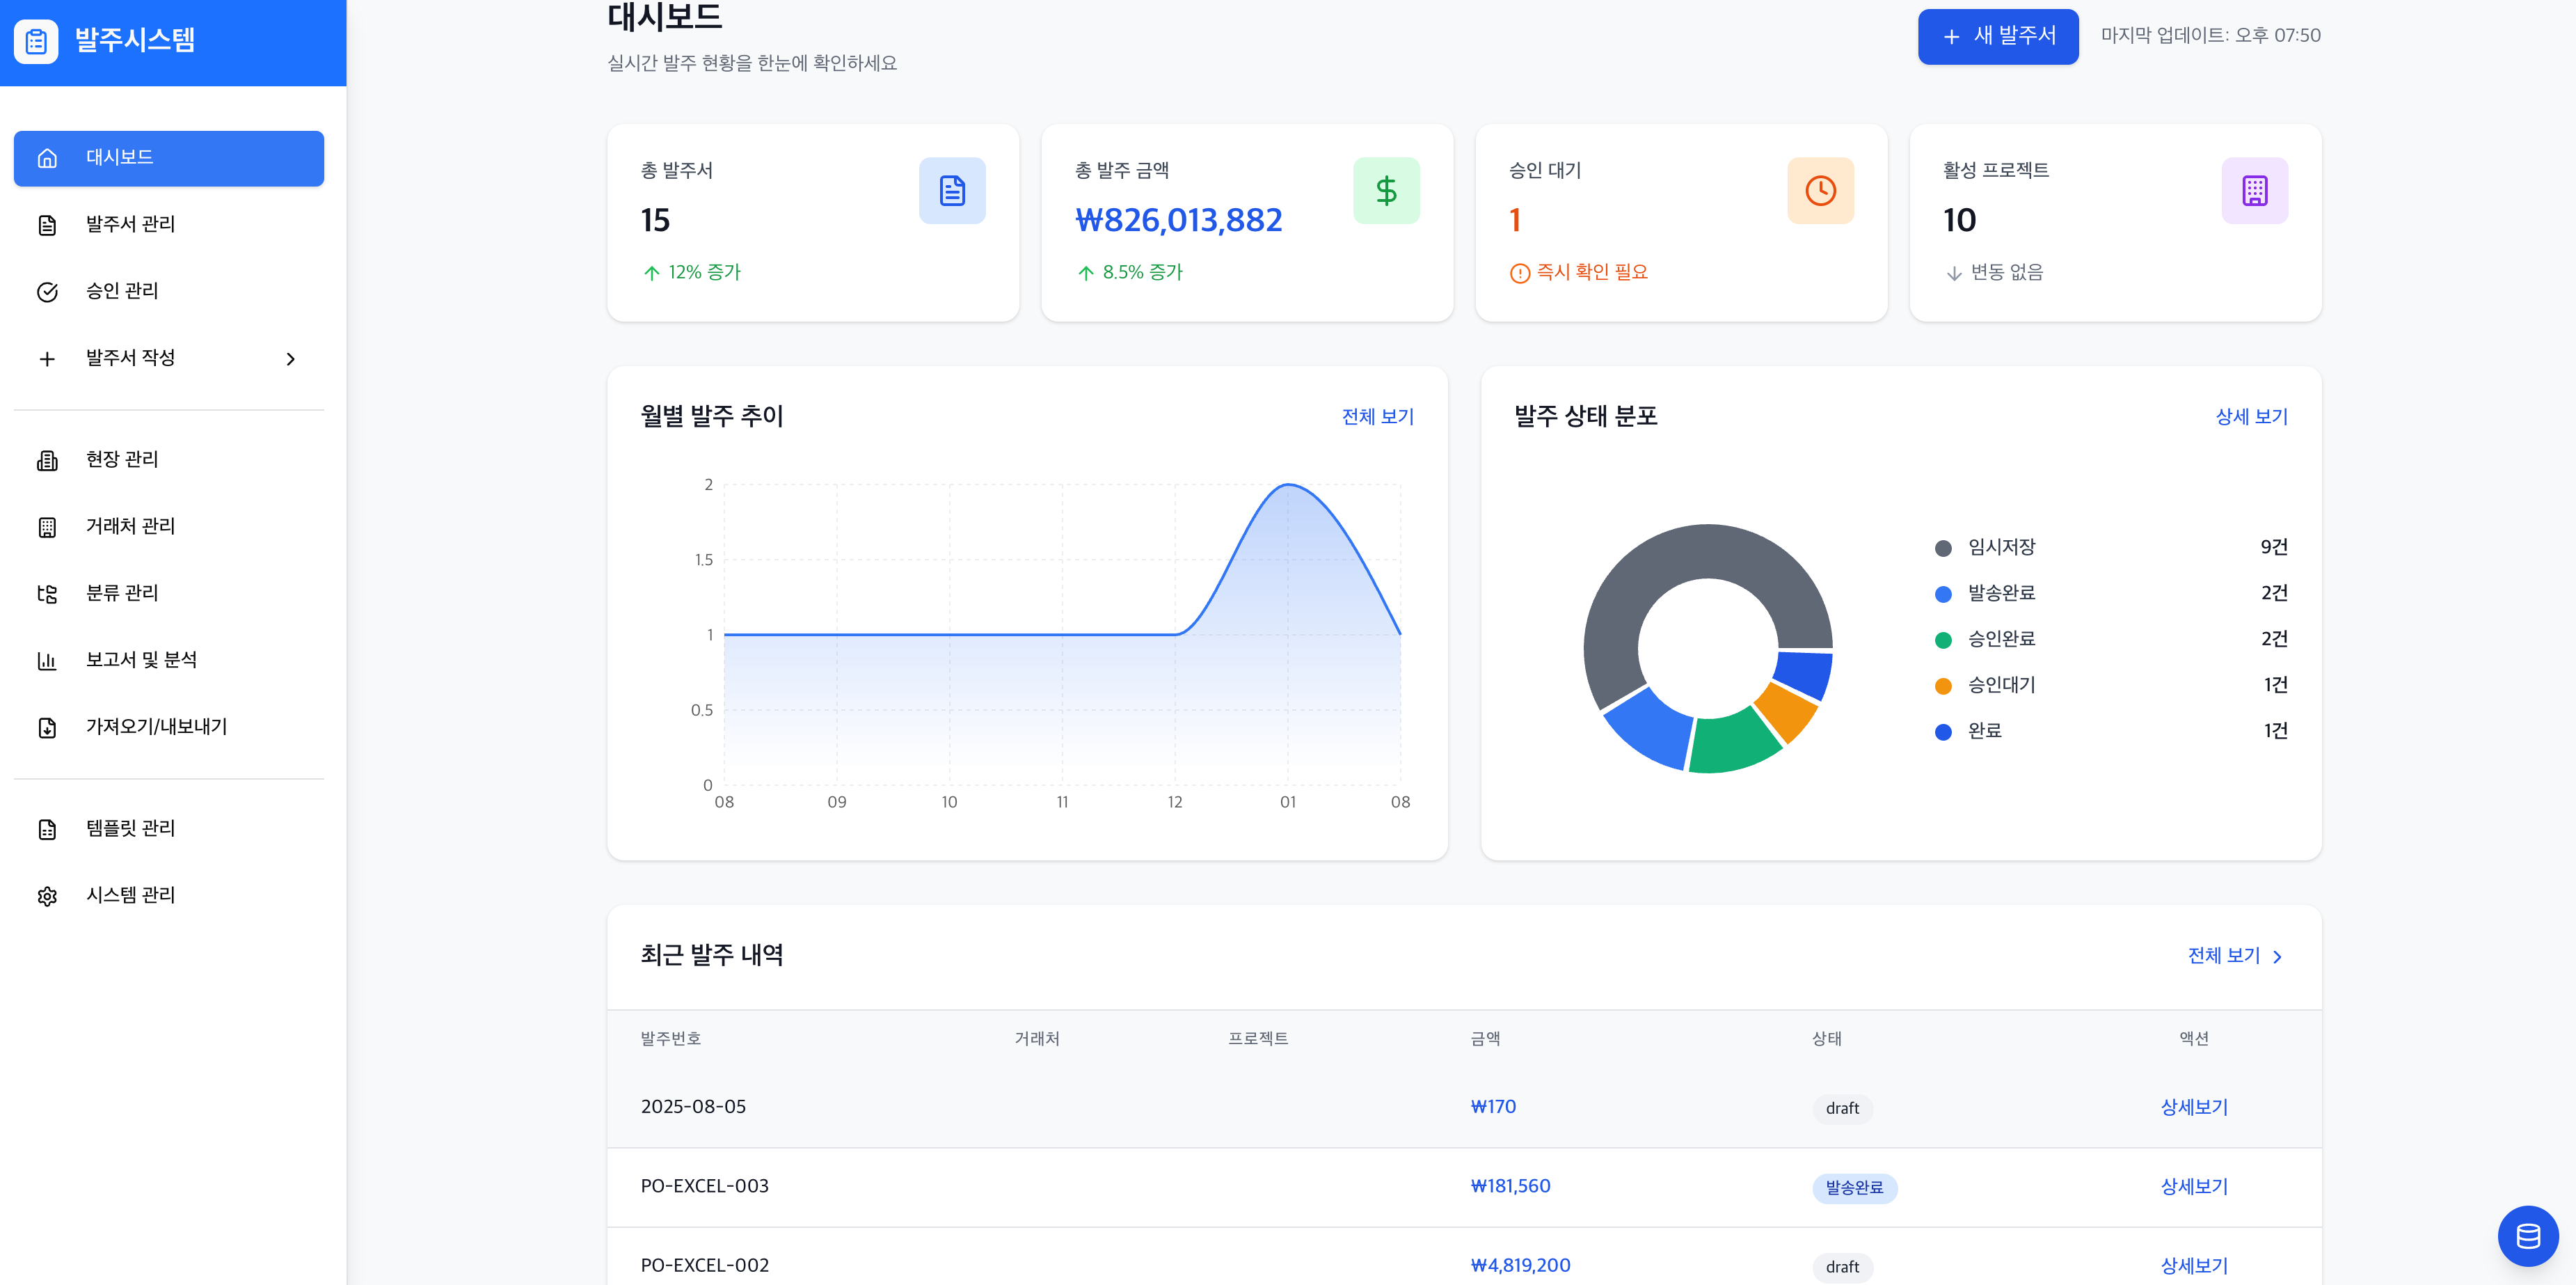 발주시스템
대시보드
발주서 관리
승인 관리
발주서 작성
현장 관리
거래처 관리
분류 관리
보고서 및 분석
가져오기/내보내기
템플릿 관리
시스템 관리
대시보드
실시간 발주 현황을 한눈에 확인하세요
새 발주서
마지막 업데이트: 오후 07:50
총 발주서
15
12% 증가
총 발주 금액
₩826,013,882
8.5% 증가
승인 대기
1
즉시 확인 필요
활성 프로젝트
10
변동 없음
월별 발주 추이
전체 보기
2
1.5
1
0.5
0
08 09 10 11 12 01 08
발주 상태 분포
상세 보기
임시저장 9건
발송완료 2건
승인완료 2건
승인대기 1건
완료 1건
최근 발주 내역
전체 보기
발주번호 거래처 프로젝트 금액 상태 액션
2025-08-05 ₩170 draft 상세보기
PO-EXCEL-003 ₩181,560 발송완료 상세보기
PO-EXCEL-002 ₩4,819,200 draft 상세보기